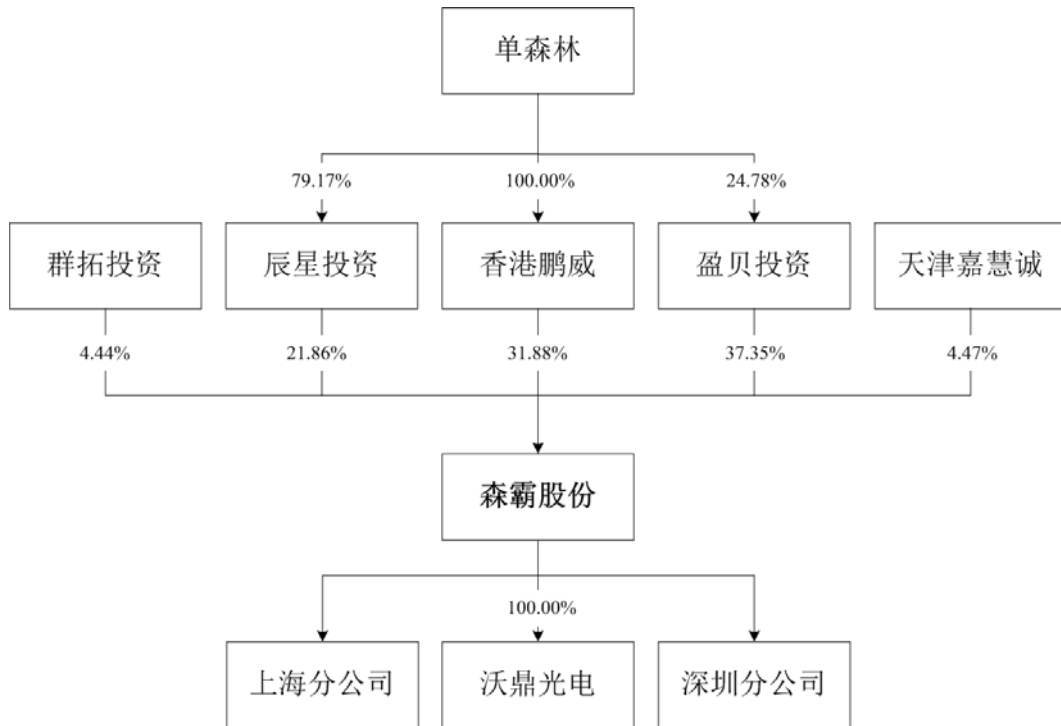 单森林
79.17%
100.00%
24.78%
群拓投资
辰星投资
香港鹏威
盈贝投资
天津嘉慧诚
4.44%
21.86%
31.88%
37.35%
4.47%
森霸股份
100.00%
上海分公司
沃鼎光电
深圳分公司